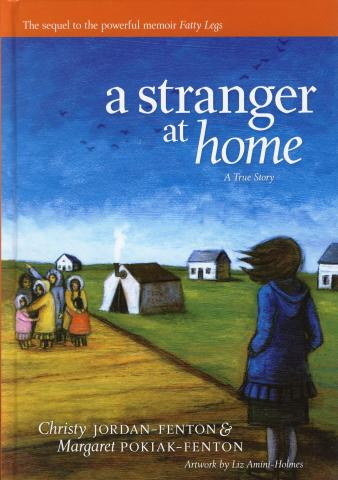 The sequel to the powerful memoir Fatty Legs
a stranger
at home
A True Story
Christy JORDAN-FENTON &
Margaret POKIAK-FENTON
Artwork by Liz Amini-Holmes